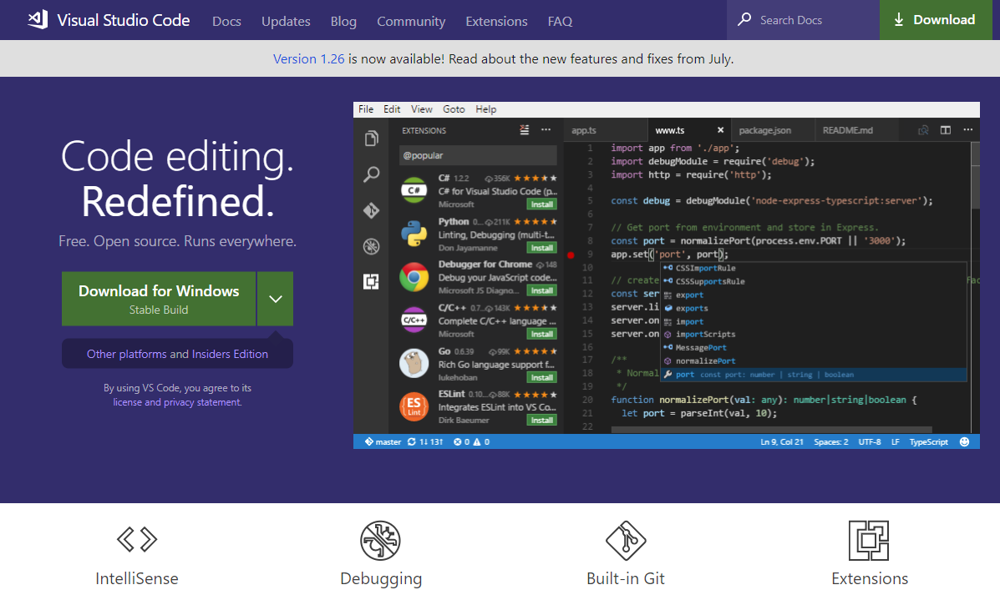 Visual Studio Code Docs Updates Blog Community Extensions FAQ Search Docs Download
Version 1.26 is now available! Read about the new features and fixes from July.
Code editing.
Redefined.
Free. Open source. Runs everywhere.
Download for Windows
Stable Build
Other platforms and Insiders Edition
By using VS Code, you agree to its
license and privacy statement.
File Edit View Goto Help
EXTENSIONS
@popular
C# 1.2.2 356K
C# for Visual Studio Code (p...
Microsoft Install
Python 0... 211K
Linting, Debugging (multi-t...
Don Jayamanne Install
Debugger for Chrome 148
Debug your JavaScript code...
Microsoft JS Diagno... Install
C/C++ 0.7... 143K
Complete C/C++ language ...
Microsoft Install
Go 0.6.39 99K
Rich Go language support f...
lukehoban Install
ESLint 0.10... 88K
Integrates ESLint into VS Co...
Dirk Baeumer Install
C#
C/C++
ES
Lint
app.ts www.ts package.json README.md
1 import app from './app';
2 import debugModule = require('debug');
3 import http = require('http');
4
5 const debug = debugModule('node-express-typescript:server');
6
7 // Get port from environment and store in Express.
8 const port = normalizePort(process.env.PORT || '3000');
9 app.set('port', port);
10
11 // create
12 const ser
13 server.li
14 server.on
15 server.on
16
17 /**
18 * Normal
19 */
20 function normalizePort(val: any): number|string|boolean {
21 let port = parseInt(val, 10);
22
CSSImportRule
CSSSupportsRule
export
exports
import
importScripts
MessagePort
normalizePort
port const port: number | string | boolean
master 1↓ 13↑ 0 0 Ln 9, Col 21 Spaces: 2 UTF-8 LF TypeScript
IntelliSense Debugging Built-in Git Extensions